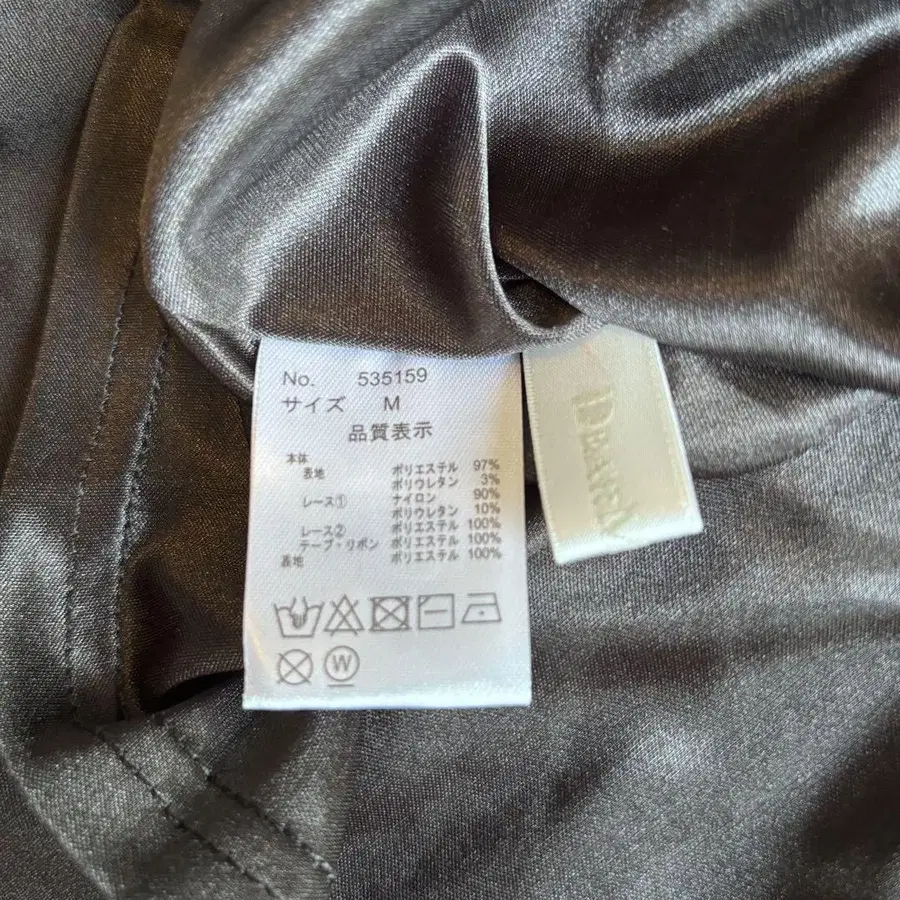 No. 535159
サイズ M
品質表示
本体
表地 ポリエステル 97%
ポリウレタン 3%
レース① ナイロン 90%
ポリウレタン 10%
レース② ポリエステル 100%
テープ・リボン ポリエステル 100%
裏地 ポリエステル 100%
W